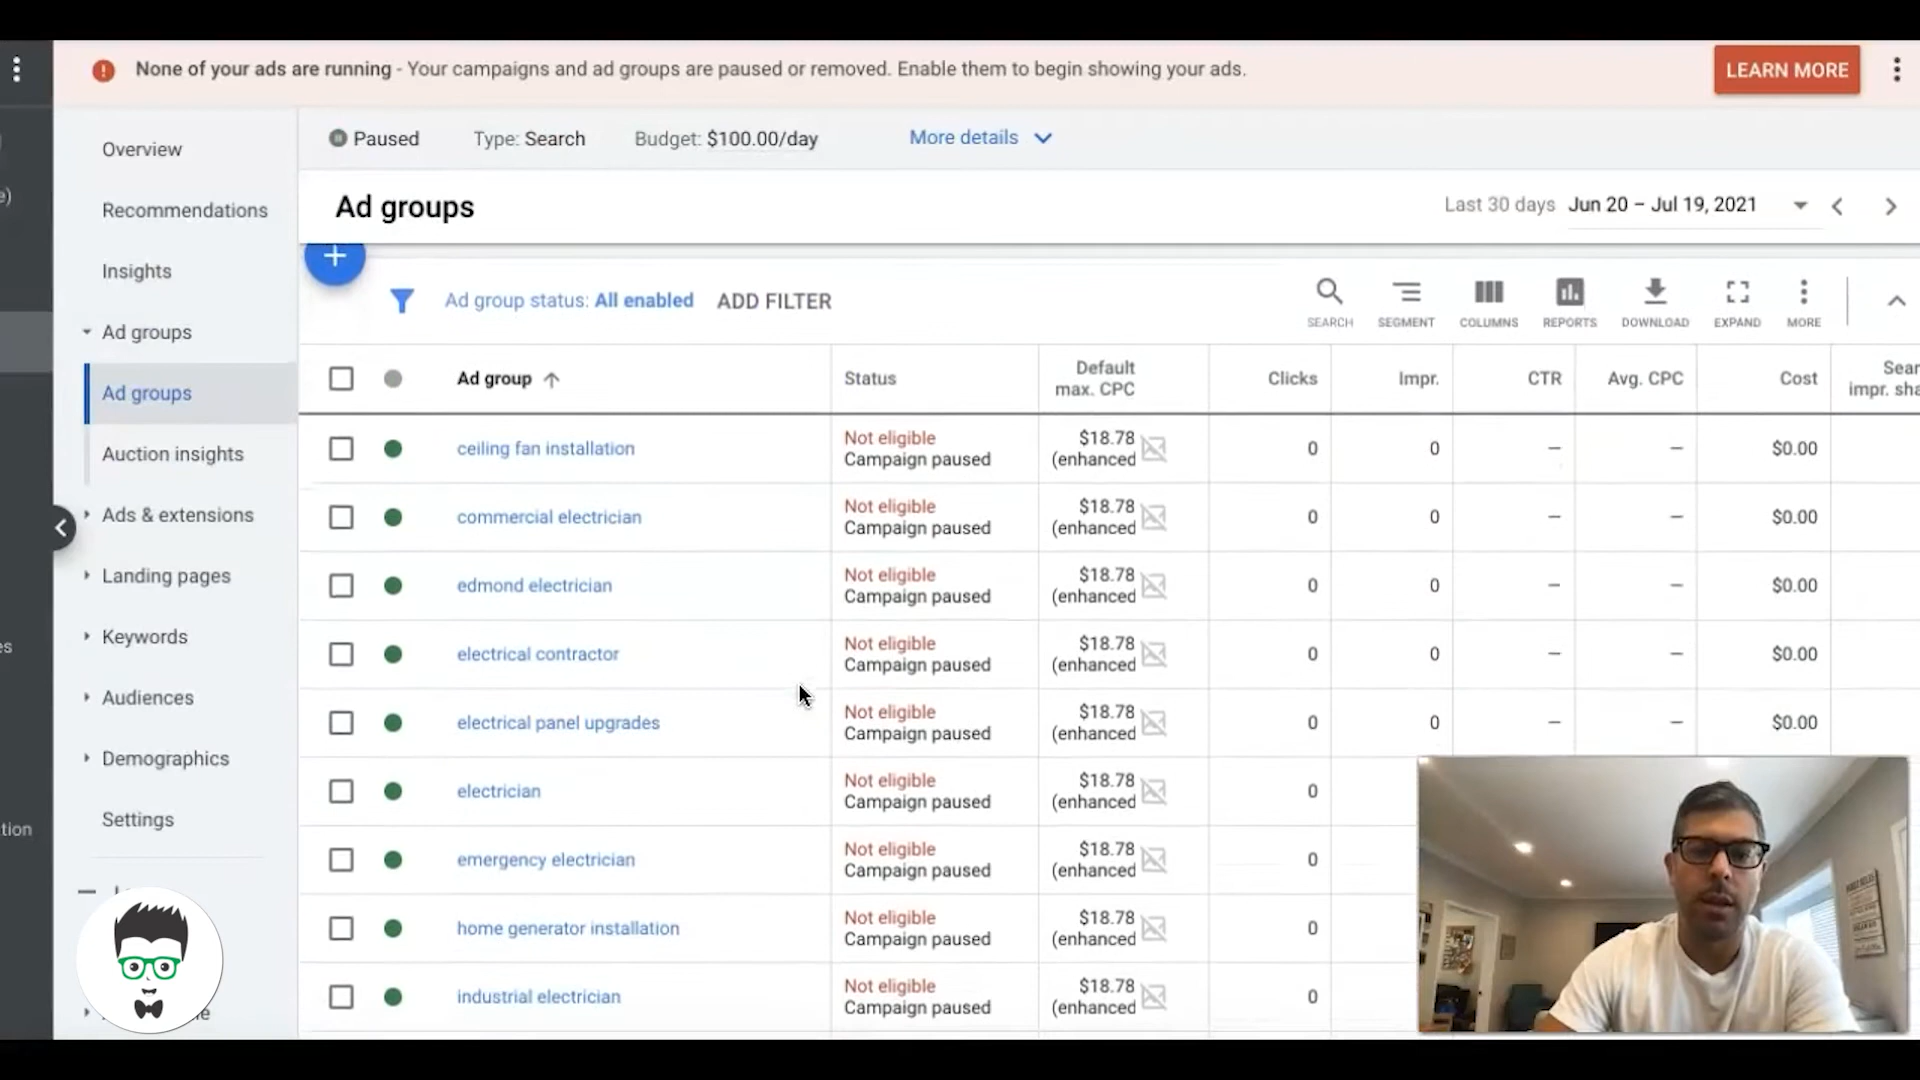 None of your ads are running - Your campaigns and ad groups are paused or removed. Enable them to begin showing your ads.
LEARN MORE
Paused
Type: Search
Budget: $100.00/day
More details
Overview
Recommendations
Insights
Ad groups
Ad groups
Auction insights
Ads & extensions
Landing pages
Keywords
Audiences
Demographics
Settings
Ad groups
Last 30 days Jun 20 – Jul 19, 2021
Ad group status: All enabled
ADD FILTER
SEARCH
SEGMENT
COLUMNS
REPORTS
DOWNLOAD
EXPAND
MORE
Ad group
Status
Default
max. CPC
Clicks
Impr.
CTR
Avg. CPC
Cost
impr.
ceiling fan installation
Not eligible
Campaign paused
$18.78
(enhanced
0
0
—
—
$0.00
commercial electrician
Not eligible
Campaign paused
$18.78
(enhanced
0
0
—
—
$0.00
edmond electrician
Not eligible
Campaign paused
$18.78
(enhanced
0
0
—
—
$0.00
electrical contractor
Not eligible
Campaign paused
$18.78
(enhanced
0
0
—
—
$0.00
electrical panel upgrades
Not eligible
Campaign paused
$18.78
(enhanced
0
0
—
—
$0.00
electrician
Not eligible
Campaign paused
$18.78
(enhanced
0
emergency electrician
Not eligible
Campaign paused
$18.78
(enhanced
0
home generator installation
Not eligible
Campaign paused
$18.78
(enhanced
0
industrial electrician
Not eligible
Campaign paused
$18.78
(enhanced
0